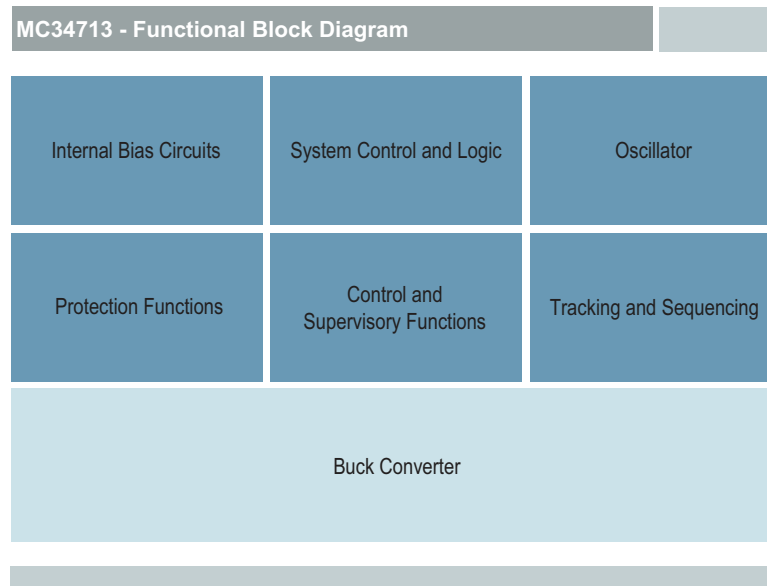 MC34713 - Functional Block Diagram
Internal Bias Circuits
System Control and Logic
Oscillator
Protection Functions
Control and
Supervisory Functions
Tracking and Sequencing
Buck Converter